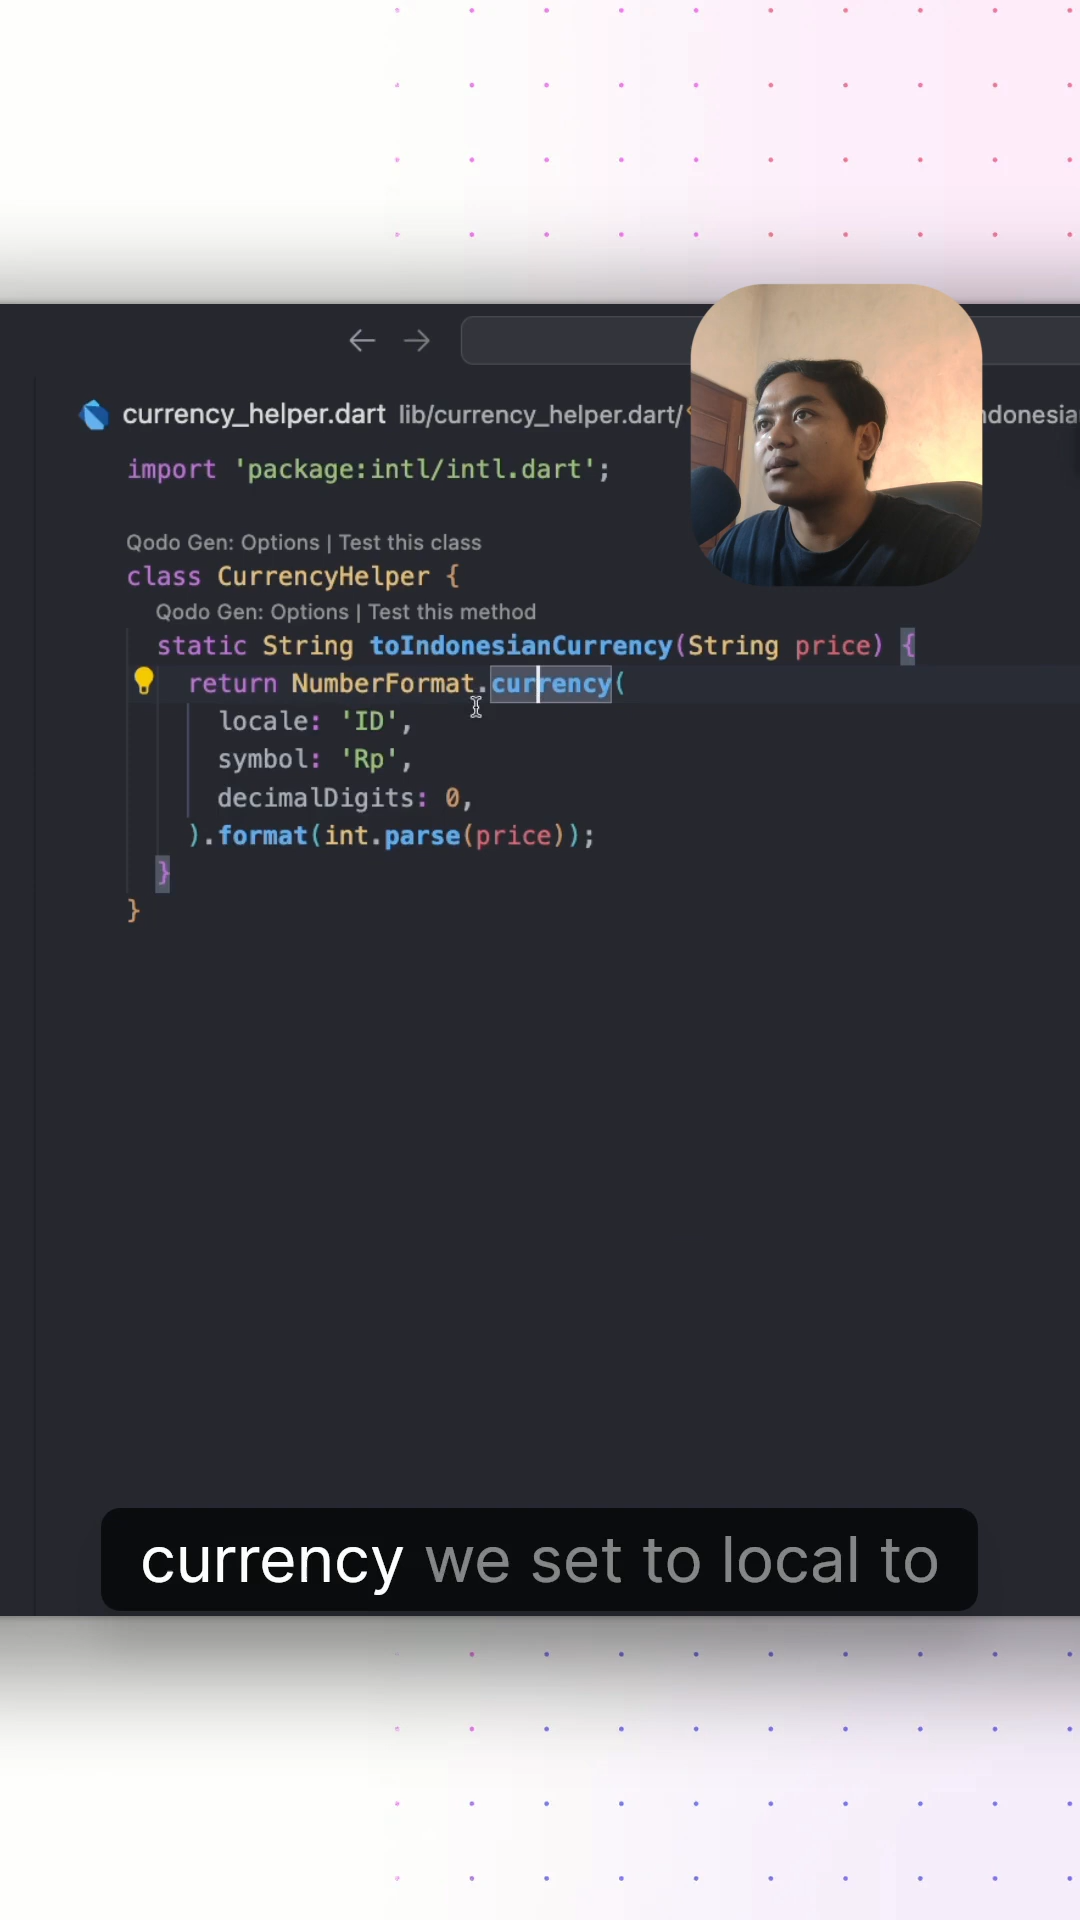 currency_helper.dart lib/currency_helper.dart/ ndonesia
import 'package:intl/intl.dart';
Qodo Gen: Options | Test this class
class CurrencyHelper {
Qodo Gen: Options | Test this method
static String toIndonesianCurrency(String price) {
return NumberFormat.currency(
locale: 'ID',
symbol: 'Rp',
decimalDigits: 0,
).format(int.parse(price));
}
}
currency we set to local to